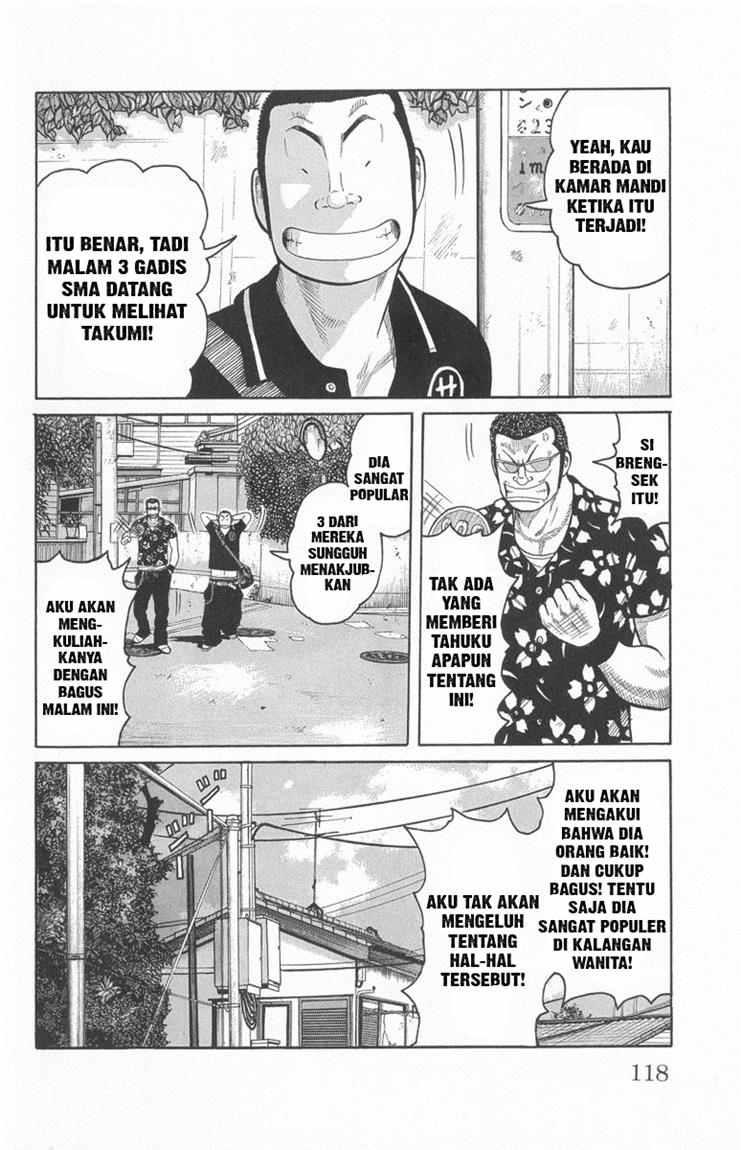 YEAH, KAU
BERADA DI
KAMAR MANDI
KETIKA ITU
TERJADI!
ITU BENAR, TADI
MALAM 3 GADIS
SMA DATANG
UNTUK MELIHAT
TAKUMI!
ン。
623
im
H
SI
BRENG-
SEK
ITU!
TAK ADA
YANG
MEMBERI
TAHUKU
APAPUN
TENTANG
INI!
DIA
SANGAT
POPULAR
3 DARI
MEREKA
SUNGGUH
MENAKJUB-
KAN
AKU AKAN
MENG-
KULIAH-
KANYA
DENGAN
BAGUS
MALAM INI!
AKU AKAN
MENGAKUI
BAHWA DIA
ORANG BAIK!
DAN CUKUP
BAGUS! TENTU
SAJA DIA
SANGAT POPULER
DI KALANGAN
WANITA!
AKU TAK AKAN
MENGELUH
TENTANG
HAL-HAL
TERSEBUT!
118